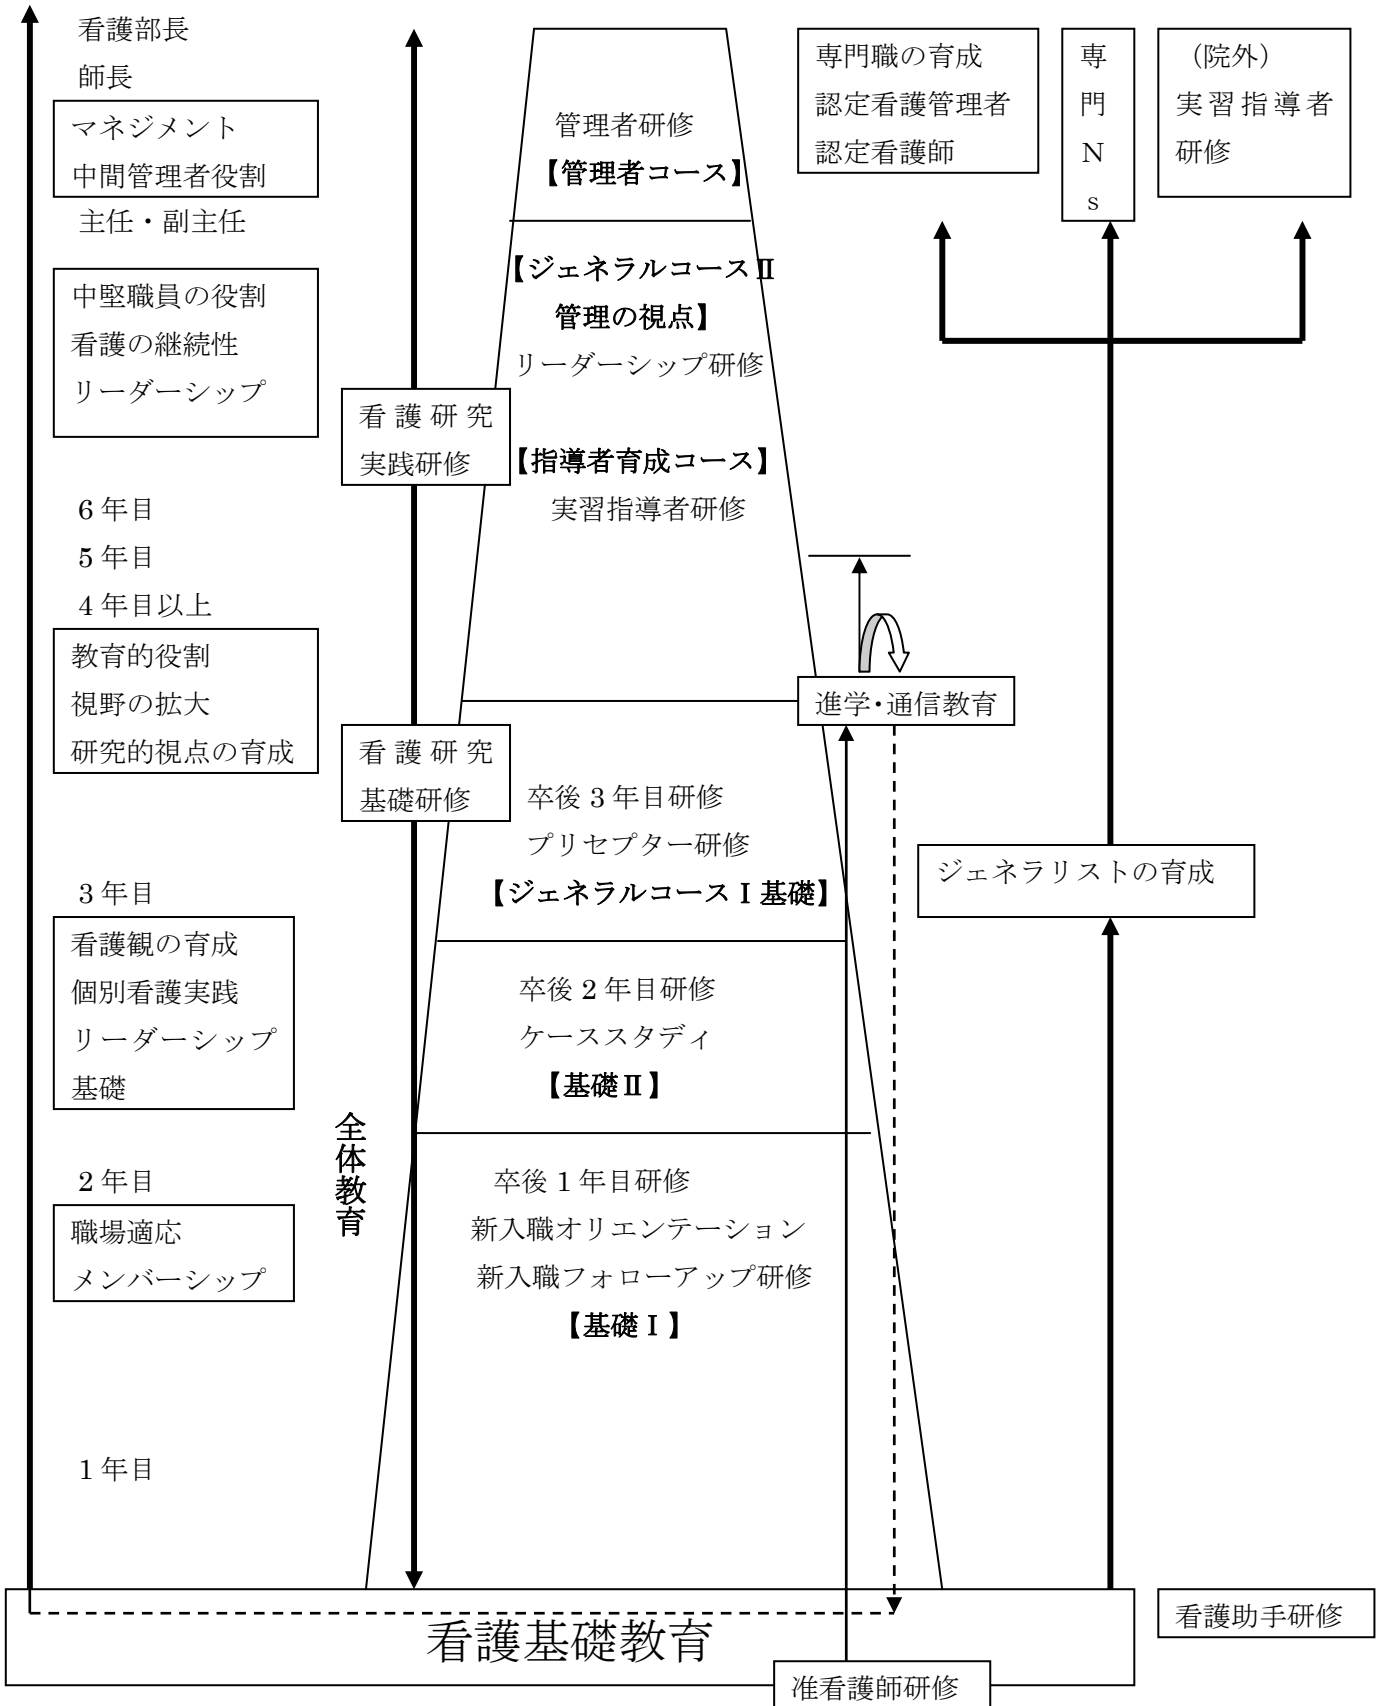 看護部長
師長
マネジメント
中間管理者役割
主任・副主任
中堅職員の役割
看護の継続性
リーダーシップ
6 年目
5 年目
4 年目以上
教育的役割
視野の拡大
研究的視点の育成
3 年目
看護観の育成
個別看護実践
リーダーシップ
基礎
2 年目
職場適応
メンバーシップ
1 年目
全体教育
看護研究
実践研修
看護研究
基礎研修
管理者研修
【管理者コース】
【ジェネラルコースⅡ
管理の視点】
リーダーシップ研修
【指導者育成コース】
実習指導者研修
卒後 3 年目研修
プリセプター研修
【ジェネラルコースⅠ基礎】
卒後 2 年目研修
ケーススタディ
【基礎Ⅱ】
卒後 1 年目研修
新入職オリエンテーション
新入職フォローアップ研修
【基礎Ⅰ】
専門職の育成
認定看護管理者
認定看護師
専門Ns
（院外）
実習指導者
研修
進学・通信教育
ジェネラリストの育成
看護基礎教育
准看護師研修
看護助手研修